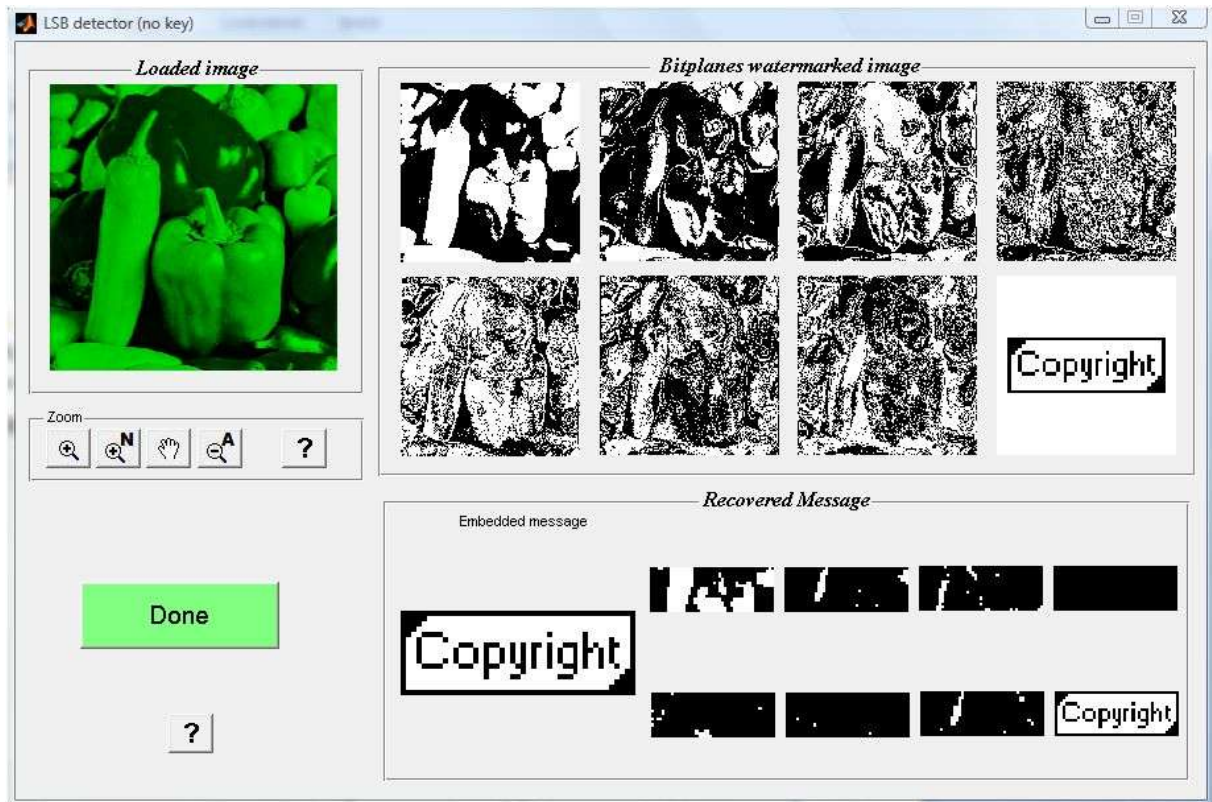 LSB detector (no key)
Loaded image
Bitplanes watermarked image
Copyright
Zoom
N
A
?
Recovered Message
Embedded message
Done
Copyright
Copyright
?